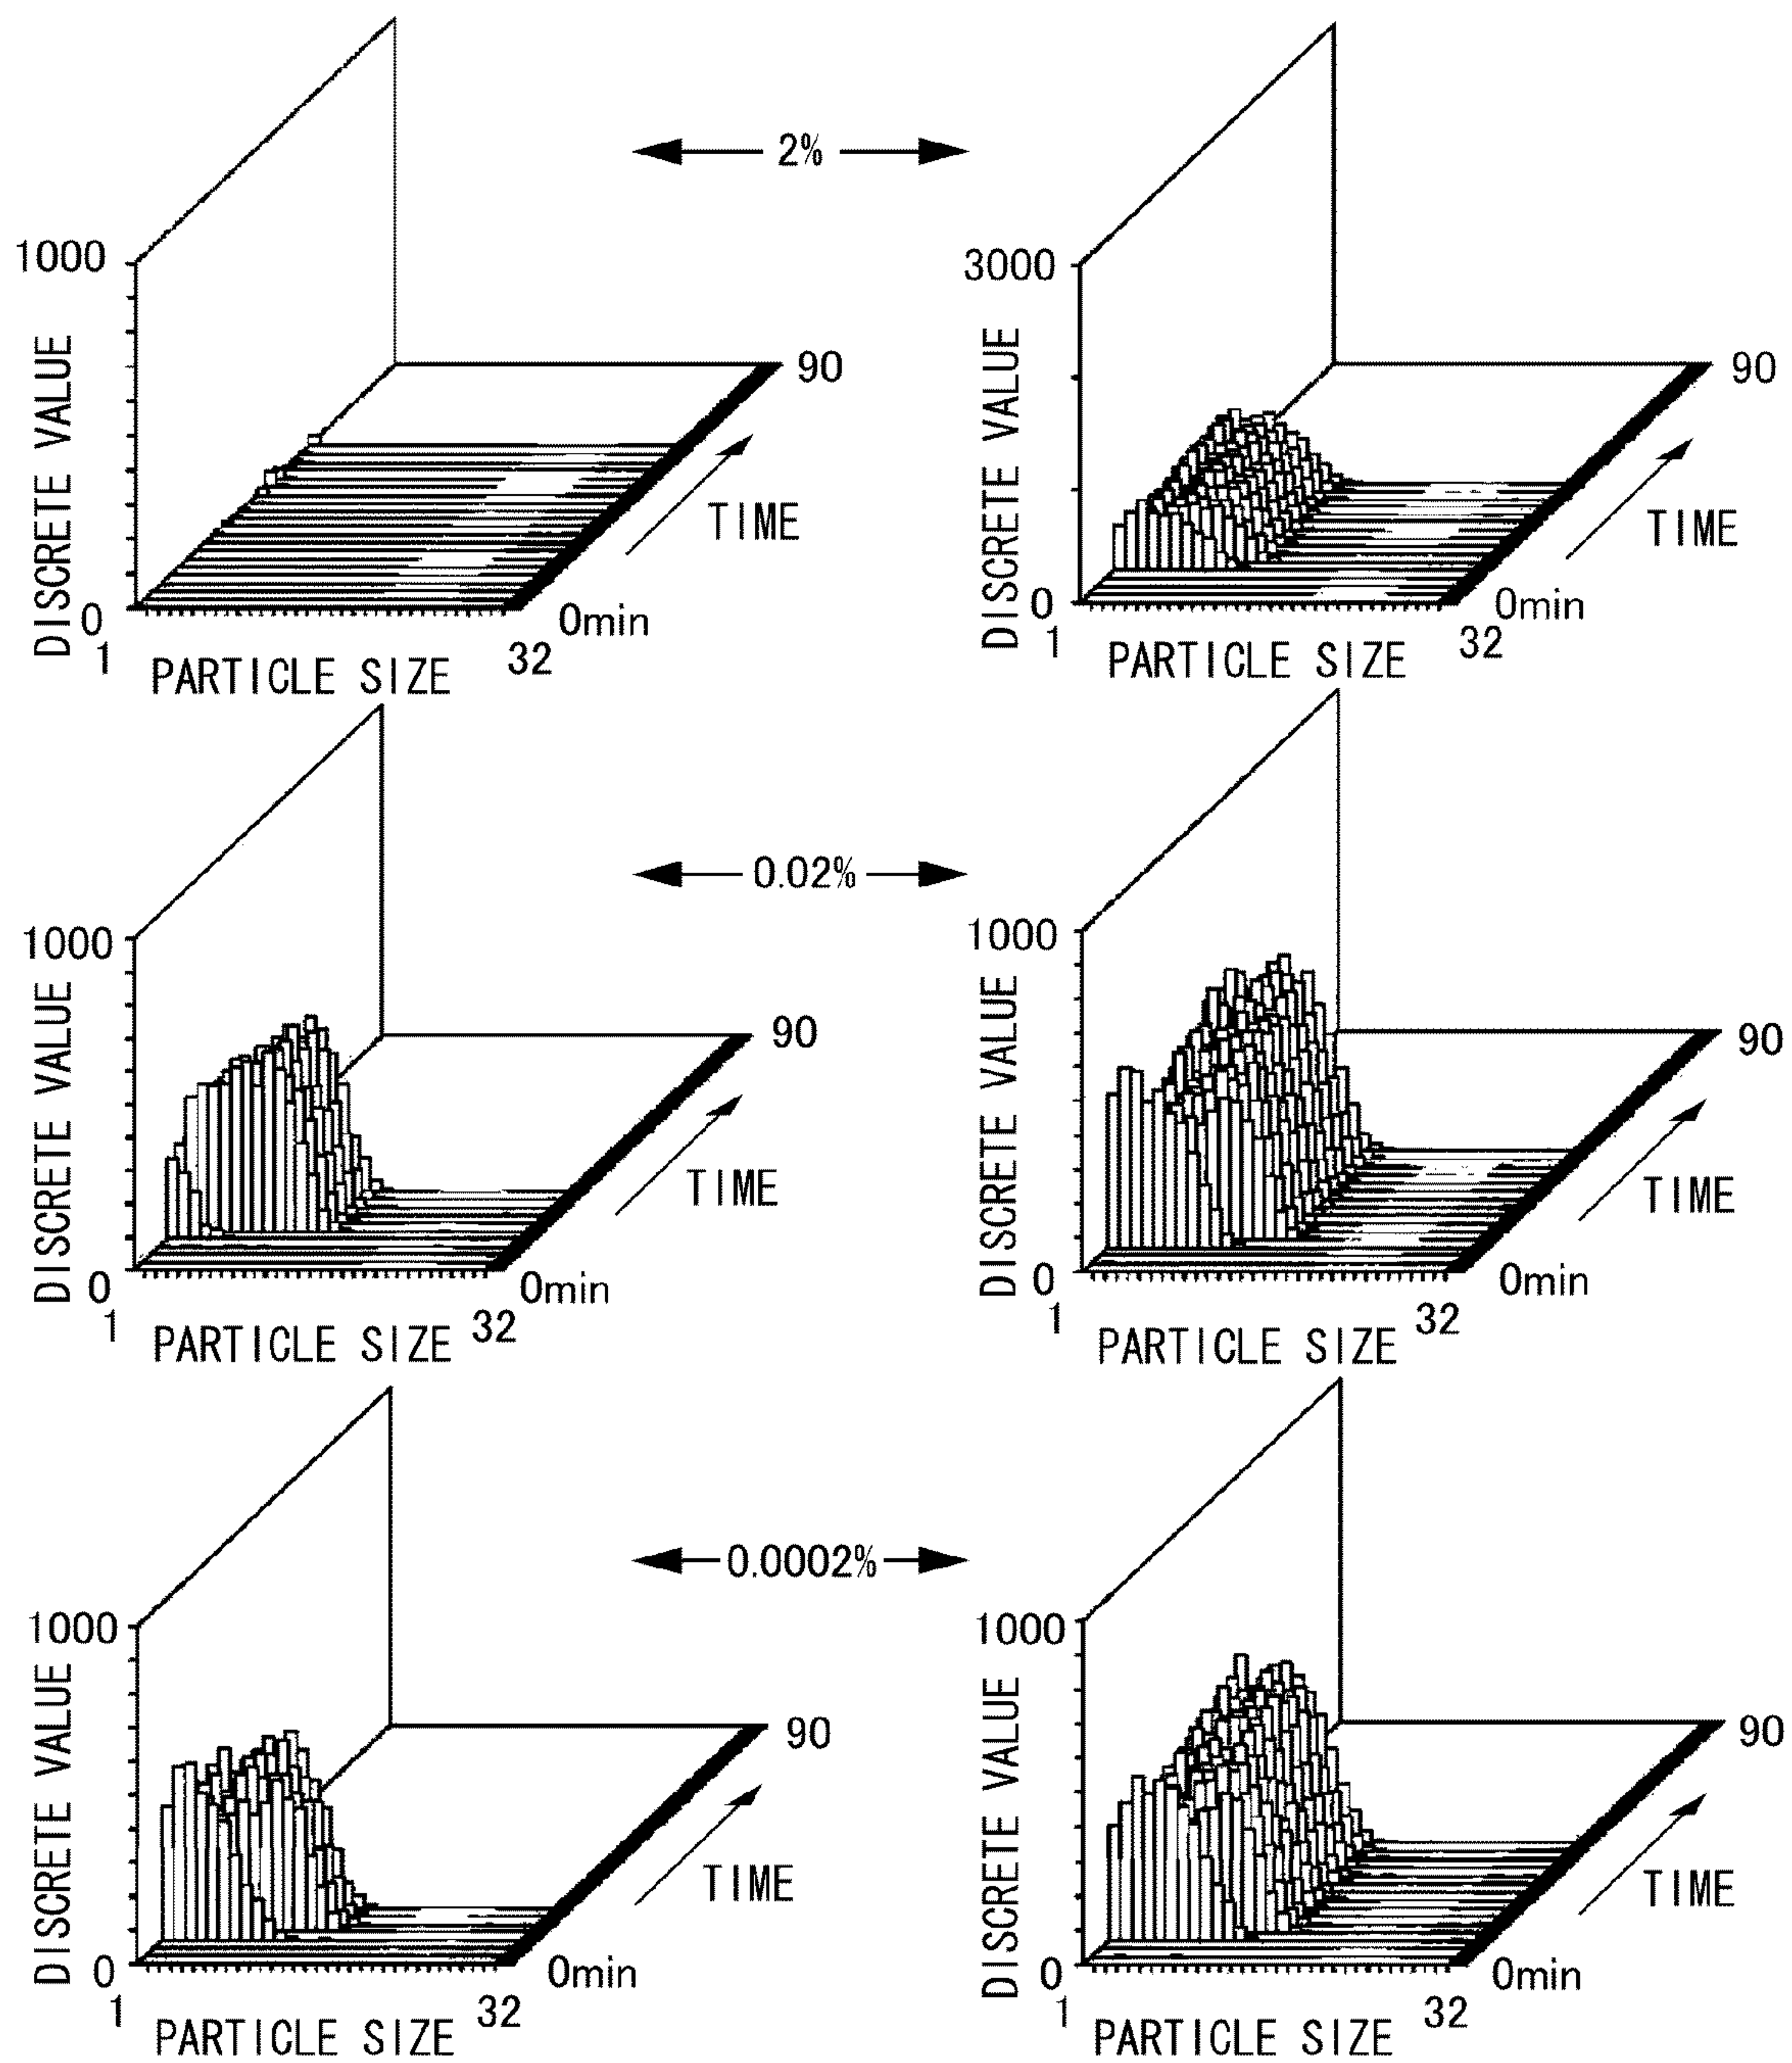 2%
1000
DISCRETE VALUE
0
1
PARTICLE SIZE
32
0min
TIME
90
3000
DISCRETE VALUE
0
1
PARTICLE SIZE
32
0min
TIME
90
0.02%
1000
DISCRETE VALUE
0
1
PARTICLE SIZE
32
0min
TIME
90
1000
DISCRETE VALUE
0
1
PARTICLE SIZE
32
0min
TIME
90
0.0002%
1000
DISCRETE VALUE
0
1
PARTICLE SIZE
32
0min
TIME
90
1000
DISCRETE VALUE
0
1
PARTICLE SIZE
32
0min
TIME
90